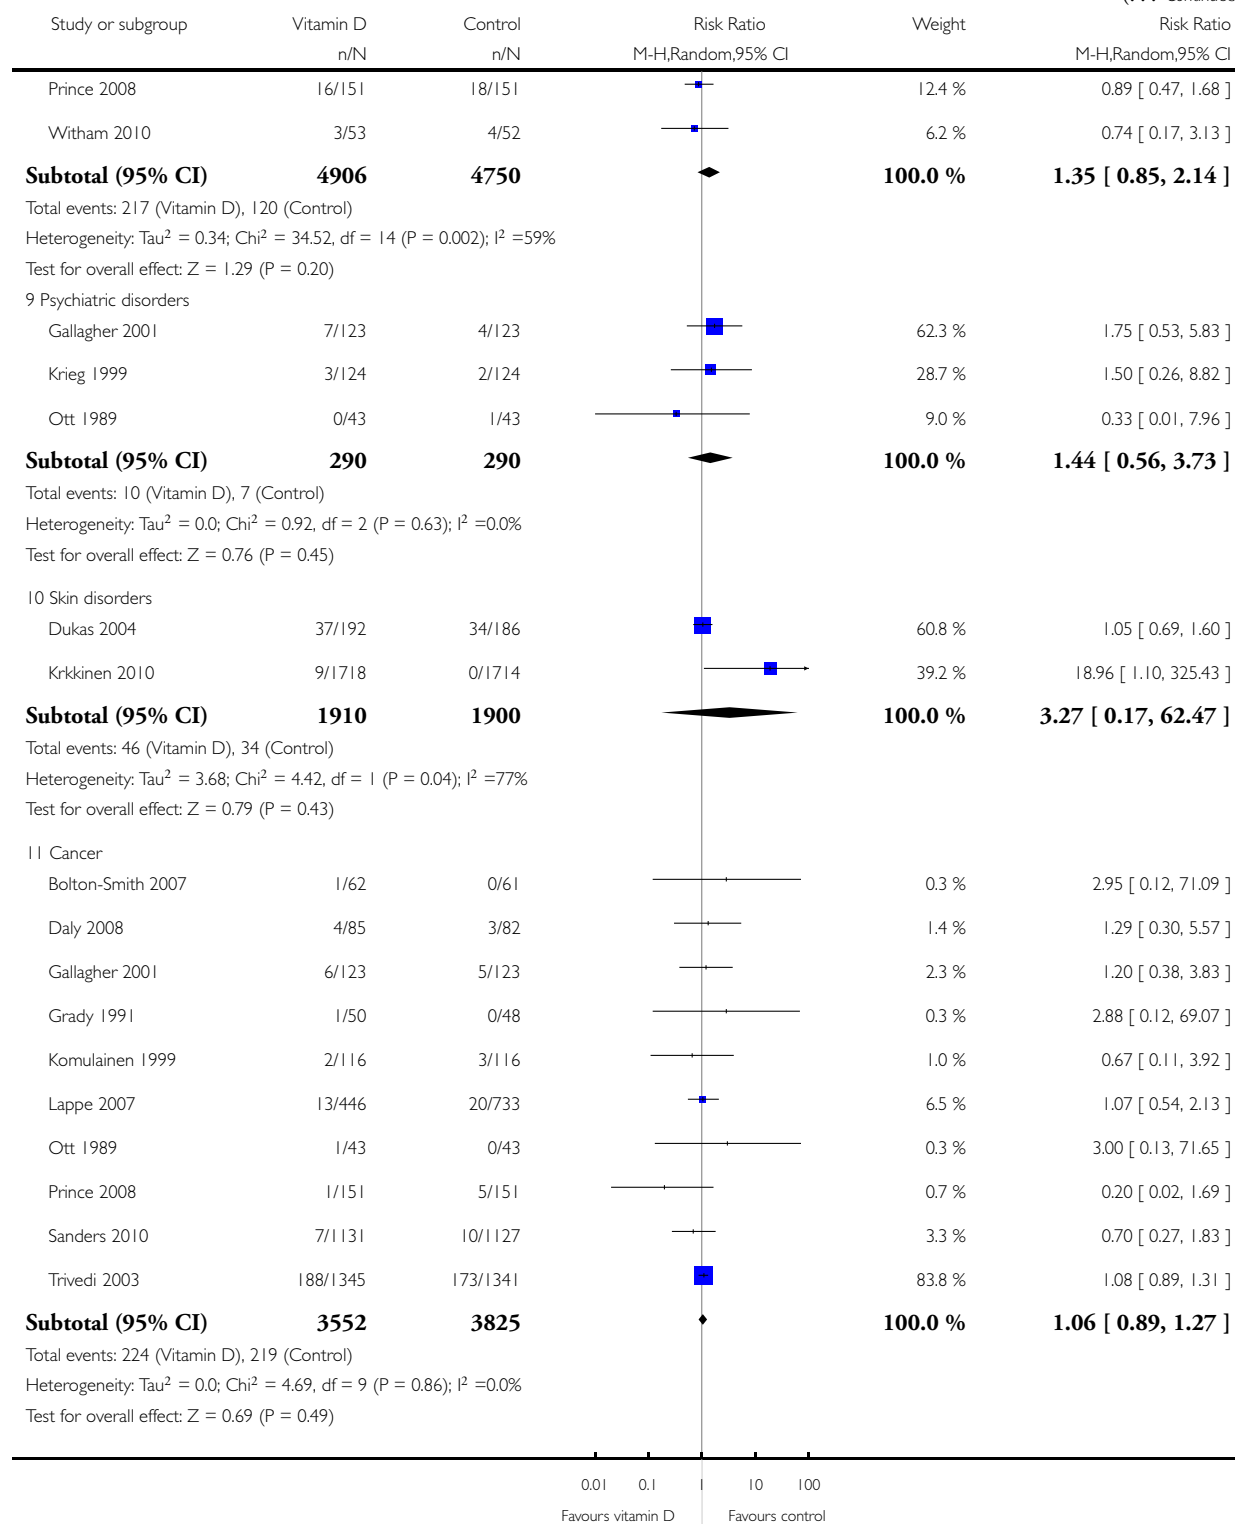 Continued
Study or subgroup Vitamin D Control Risk Ratio Weight Risk Ratio
n/N n/N M-H,Random,95% CI M-H,Random,95% CI
Prince 2008 16/151 18/151 12.4 % 0.89 [ 0.47, 1.68 ]
Witham 2010 3/53 4/52 6.2 % 0.74 [ 0.17, 3.13 ]
Subtotal (95% CI) 4906 4750 100.0 % 1.35 [ 0.85, 2.14 ]
Total events: 217 (Vitamin D), 120 (Control)
Heterogeneity: Tau² = 0.34; Chi² = 34.52, df = 14 (P = 0.002); I² =59%
Test for overall effect: Z = 1.29 (P = 0.20)
9 Psychiatric disorders
Gallagher 2001 7/123 4/123 62.3 % 1.75 [ 0.53, 5.83 ]
Krieg 1999 3/124 2/124 28.7 % 1.50 [ 0.26, 8.82 ]
Ott 1989 0/43 1/43 9.0 % 0.33 [ 0.01, 7.96 ]
Subtotal (95% CI) 290 290 100.0 % 1.44 [ 0.56, 3.73 ]
Total events: 10 (Vitamin D), 7 (Control)
Heterogeneity: Tau² = 0.0; Chi² = 0.92, df = 2 (P = 0.63); I² =0.0%
Test for overall effect: Z = 0.76 (P = 0.45)
10 Skin disorders
Dukas 2004 37/192 34/186 60.8 % 1.05 [ 0.69, 1.60 ]
Krkkinen 2010 9/1718 0/1714 39.2 % 18.96 [ 1.10, 325.43 ]
Subtotal (95% CI) 1910 1900 100.0 % 3.27 [ 0.17, 62.47 ]
Total events: 46 (Vitamin D), 34 (Control)
Heterogeneity: Tau² = 3.68; Chi² = 4.42, df = 1 (P = 0.04); I² =77%
Test for overall effect: Z = 0.79 (P = 0.43)
11 Cancer
Bolton-Smith 2007 1/62 0/61 0.3 % 2.95 [ 0.12, 71.09 ]
Daly 2008 4/85 3/82 1.4 % 1.29 [ 0.30, 5.57 ]
Gallagher 2001 6/123 5/123 2.3 % 1.20 [ 0.38, 3.83 ]
Grady 1991 1/50 0/48 0.3 % 2.88 [ 0.12, 69.07 ]
Komulainen 1999 2/116 3/116 1.0 % 0.67 [ 0.11, 3.92 ]
Lappe 2007 13/446 20/733 6.5 % 1.07 [ 0.54, 2.13 ]
Ott 1989 1/43 0/43 0.3 % 3.00 [ 0.13, 71.65 ]
Prince 2008 1/151 5/151 0.7 % 0.20 [ 0.02, 1.69 ]
Sanders 2010 7/1131 10/1127 3.3 % 0.70 [ 0.27, 1.83 ]
Trivedi 2003 188/1345 173/1341 83.8 % 1.08 [ 0.89, 1.31 ]
Subtotal (95% CI) 3552 3825 100.0 % 1.06 [ 0.89, 1.27 ]
Total events: 224 (Vitamin D), 219 (Control)
Heterogeneity: Tau² = 0.0; Chi² = 4.69, df = 9 (P = 0.86); I² =0.0%
Test for overall effect: Z = 0.69 (P = 0.49)
0.01 0.1 1 10 100
Favours vitamin D Favours control